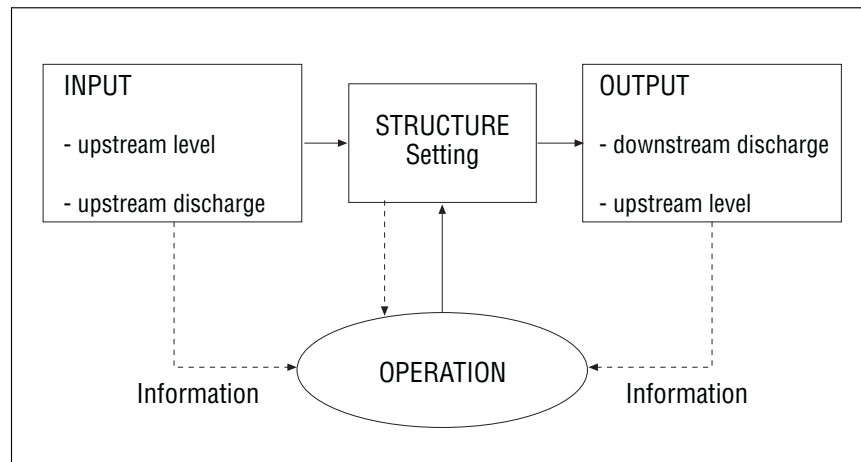 INPUT
- upstream level
- upstream discharge
STRUCTURE
Setting
OUTPUT
- downstream discharge
- upstream level
OPERATION
Information
Information